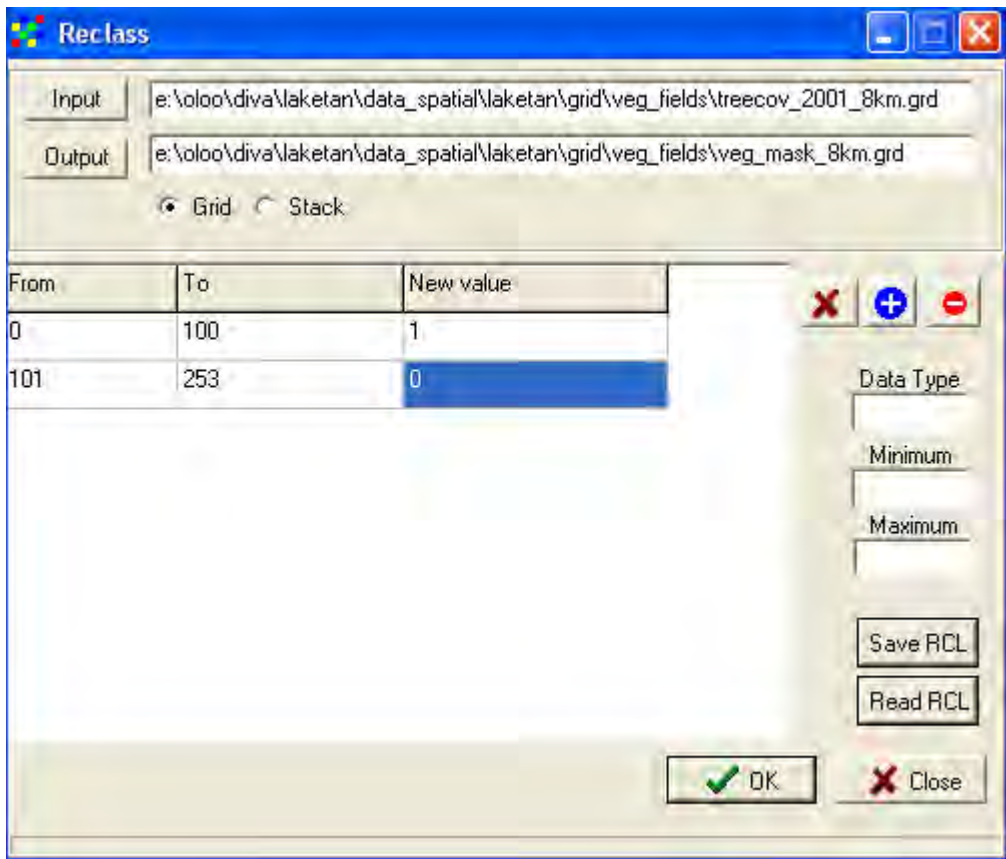 Reclass
Input e:\oloo\diva\laketan\data_spatial\laketan\grid\veg_fields\treecov_2001_8km.grd
Output e:\oloo\diva\laketan\data_spatial\laketan\grid\veg_fields\veg_mask_8km.grd
Grid Stack
From To New value
0 100 1
101 253 0
Data Type
Minimum
Maximum
Save RCL
Read RCL
OK Close